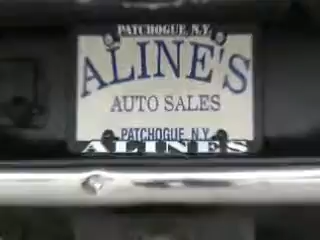 PATCHOGUE, N.Y.
ALINE'S
AUTO SALES
PATCHOGUE, N.Y.
ALINES